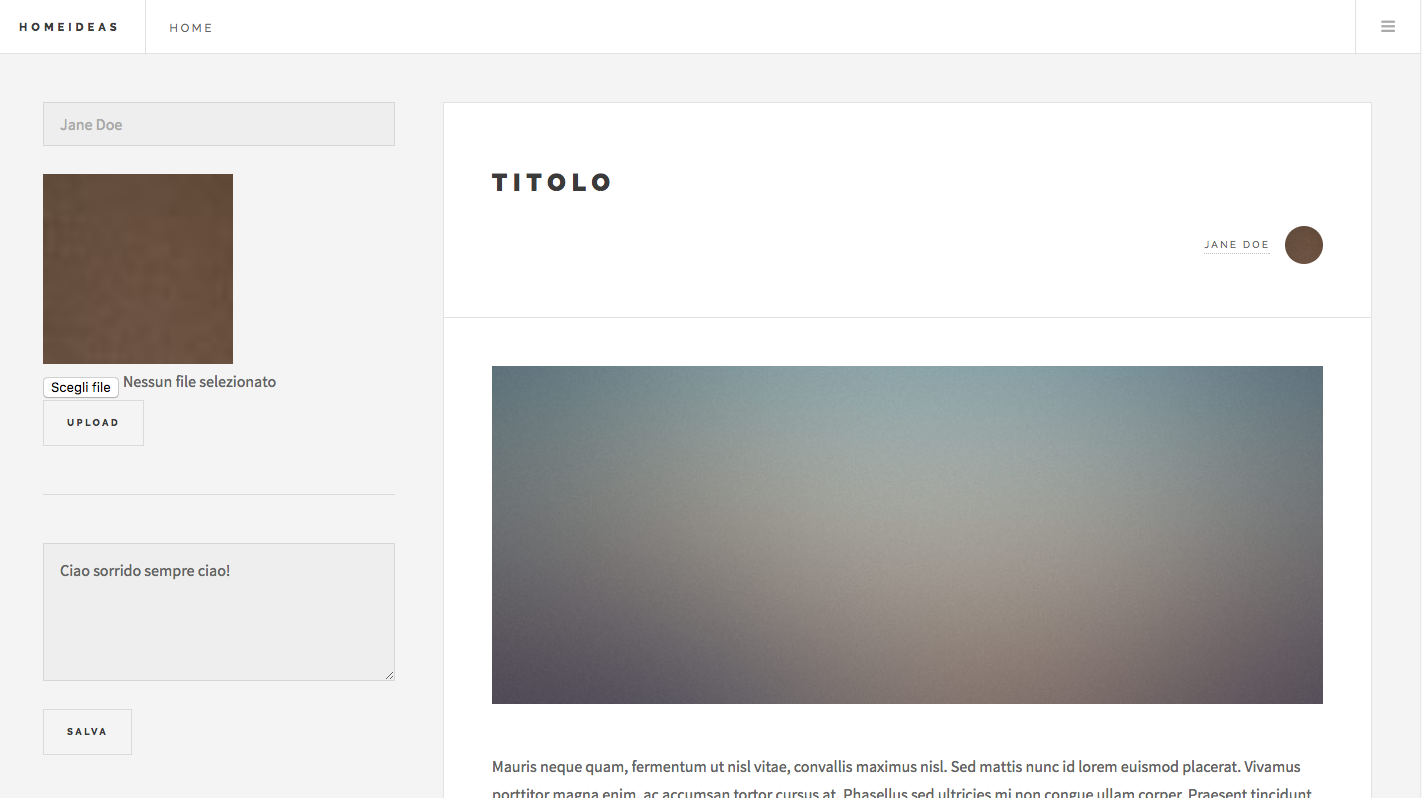 HOMEIDEAS
HOME
Jane Doe
Scegli file Nessun file selezionato
UPLOAD
Ciao sorrido sempre ciao!
SALVA
TITOLO
JANE DOE
Mauris neque quam, fermentum ut nisl vitae, convallis maximus nisl. Sed mattis nunc id lorem euismod placerat. Vivamus
porttitor magna enim, ac accumsan tortor cursus at. Phasellus sed ultricies mi non congue ullam corper. Praesent tincidunt